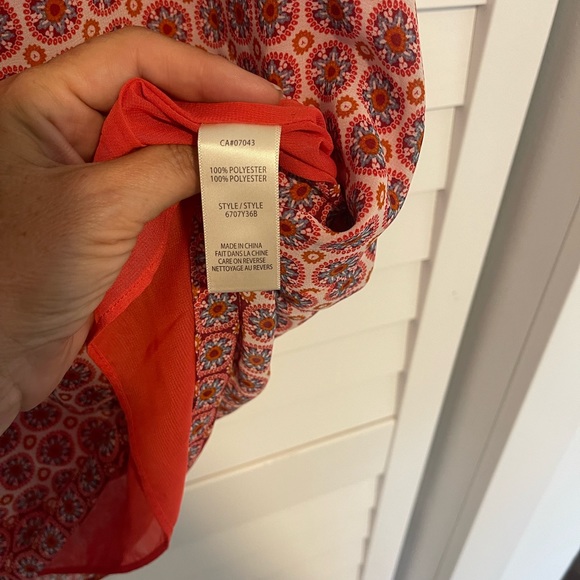 CA#07043
100% POLYESTER
100% POLYESTER
STYLE / STYLE
6707Y36B
MADE IN CHINA
FAIT DANS LA CHINE
CARE ON REVERSE
NETTOYAGE AU REVERS